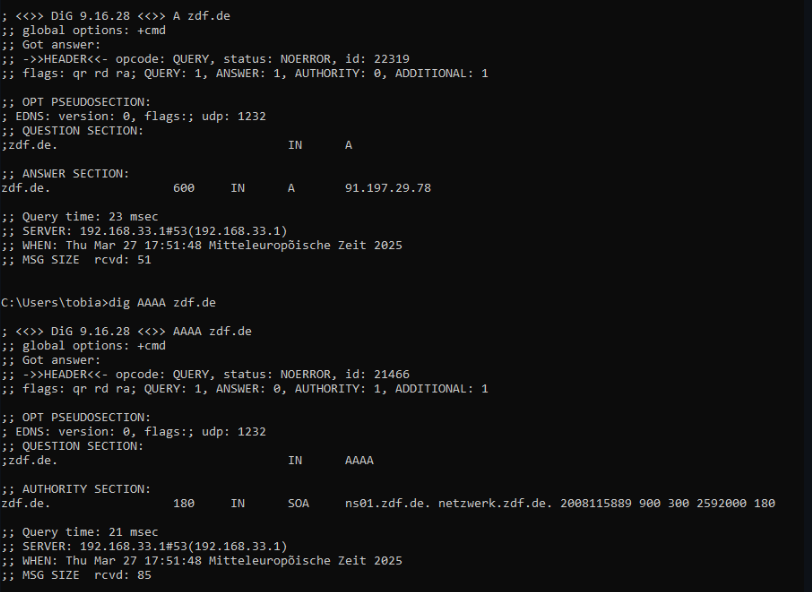 ; <<>> DiG 9.16.28 <<>> A zdf.de
;; global options: +cmd
;; Got answer:
;; ->>HEADER<<- opcode: QUERY, status: NOERROR, id: 22319
;; flags: qr rd ra; QUERY: 1, ANSWER: 1, AUTHORITY: 0, ADDITIONAL: 1
;; OPT PSEUDOSECTION:
; EDNS: version: 0, flags:; udp: 1232
;; QUESTION SECTION:
;zdf.de. IN A
;; ANSWER SECTION:
zdf.de. 600 IN A 91.197.29.78
;; Query time: 23 msec
;; SERVER: 192.168.33.1#53(192.168.33.1)
;; WHEN: Thu Mar 27 17:51:48 Mitteleuropõische Zeit 2025
;; MSG SIZE rcvd: 51
C:\Users\tobia>dig AAAA zdf.de
; <<>> DiG 9.16.28 <<>> AAAA zdf.de
;; global options: +cmd
;; Got answer:
;; ->>HEADER<<- opcode: QUERY, status: NOERROR, id: 21466
;; flags: qr rd ra; QUERY: 1, ANSWER: 0, AUTHORITY: 1, ADDITIONAL: 1
;; OPT PSEUDOSECTION:
; EDNS: version: 0, flags:; udp: 1232
;; QUESTION SECTION:
;zdf.de. IN AAAA
;; AUTHORITY SECTION:
zdf.de. 180 IN SOA ns01.zdf.de. netzwerk.zdf.de. 2008115889 900 300 2592000 180
;; Query time: 21 msec
;; SERVER: 192.168.33.1#53(192.168.33.1)
;; WHEN: Thu Mar 27 17:51:48 Mitteleuropõische Zeit 2025
;; MSG SIZE rcvd: 85